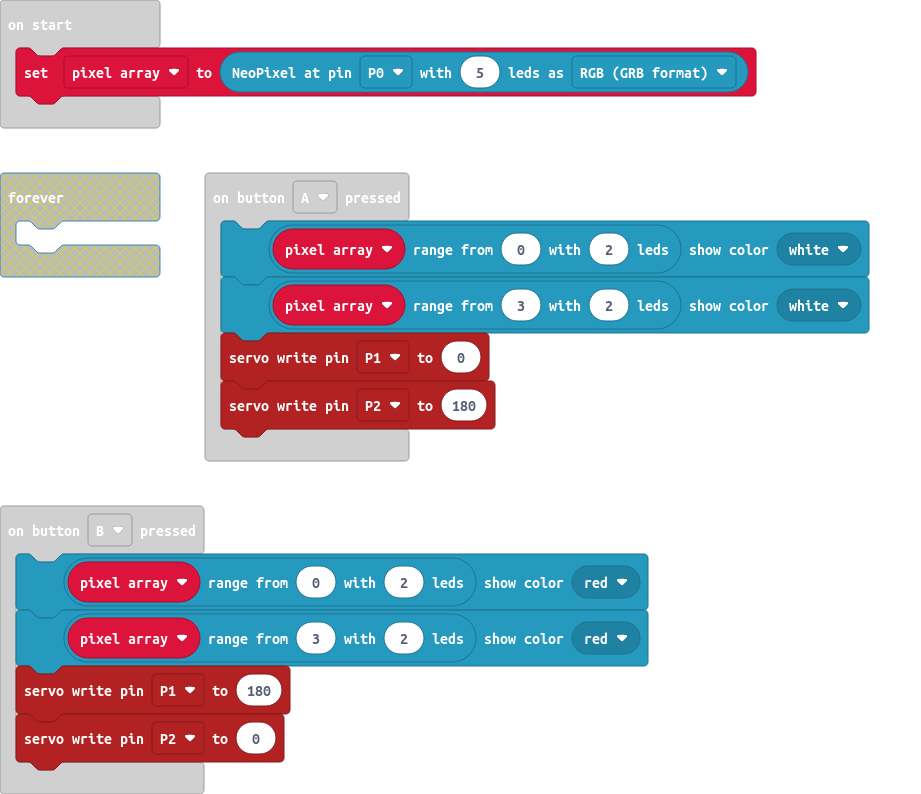 on start
set pixel array to NeoPixel at pin P0 with 5 leds as RGB (GRB format)
forever
on button A pressed
pixel array range from 0 with 2 leds show color white
pixel array range from 3 with 2 leds show color white
servo write pin P1 to 0
servo write pin P2 to 180
on button B pressed
pixel array range from 0 with 2 leds show color red
pixel array range from 3 with 2 leds show color red
servo write pin P1 to 180
servo write pin P2 to 0